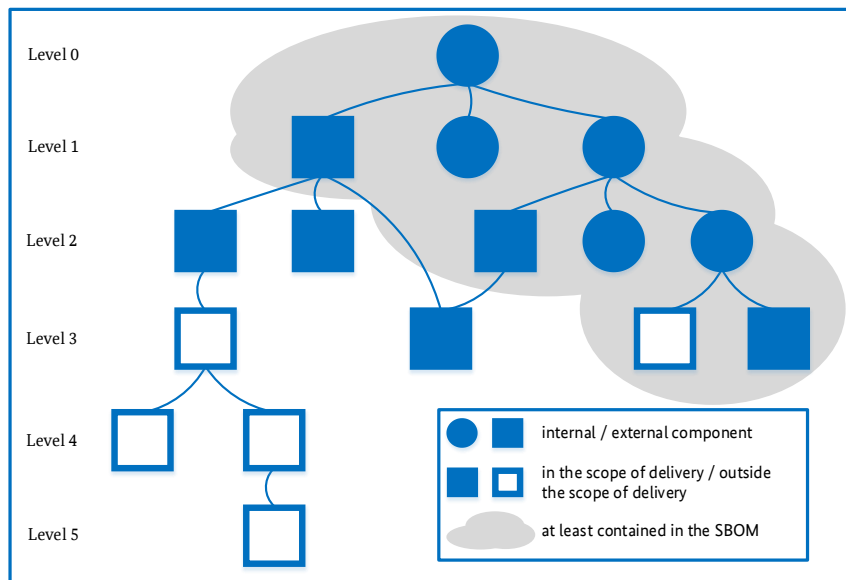 Level 0
Level 1
Level 2
Level 3
Level 4
Level 5
internal / external component
in the scope of delivery / outside
the scope of delivery
at least contained in the SBOM